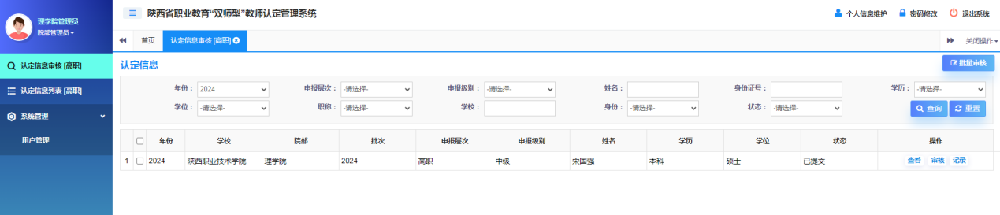 理学院管理员
院部管理员
认定信息审核 [高职]
认定信息列表 [高职]
系统管理
用户管理
陕西省职业教育“双师型”教师认定管理系统
个人信息维护 密码修改 退出系统
首页 认定信息审核 [高职] 关闭操作
认定信息 批量审核
年份： 2024 申报层次： -请选择- 申报级别： -请选择- 姓名： 身份证号： 学历： -请选择-
学位： -请选择- 职称： -请选择- 学校： 身份： -请选择- 状态： -请选择- 查询 重置
年份 学校 院部 批次 申报层次 申报级别 姓名 学历 学位 状态 操作
1 2024 陕西职业技术学院 理学院 2024 高职 中级 宋国强 本科 硕士 已提交 查看 审核 记录